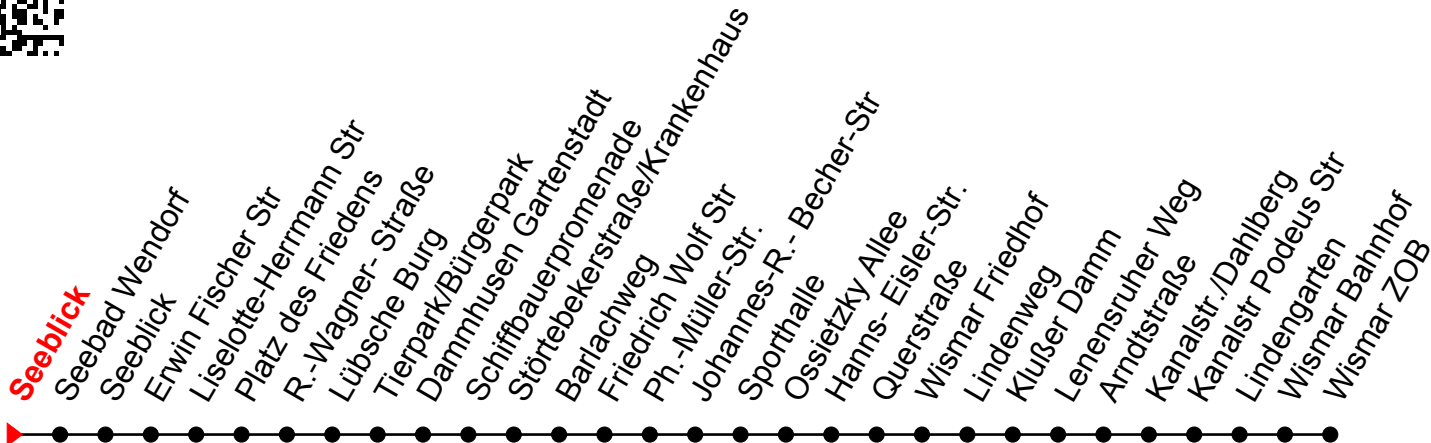 Seeblick
Seebad Wendorf
Seeblick
Erwin Fischer Str
Liselotte-Herrmann Str
Platz des Friedens
R.-Wagner- Straße
Lübsche Burg
Tierpark/Bürgerpark
Dammhusen Gartenstadt
Schiffbauerpromenade
Störtebekerstraße/Krankenhaus
Barlachweg
Friedrich Wolf Str
Ph.-Müller-Str.
Johannes-R.- Becher-Str
Sporthalle
Ossietzky Allee
Hanns- Eisler-Str.
Querstraße
Wismar Friedhof
Lindenweg
Klußer Damm
Lenensruher Weg
Arndtstraße
Kanalstr./Dahlberg
Kanalstr Podeus Str
Lindengarten
Wismar Bahnhof
Wismar ZOB